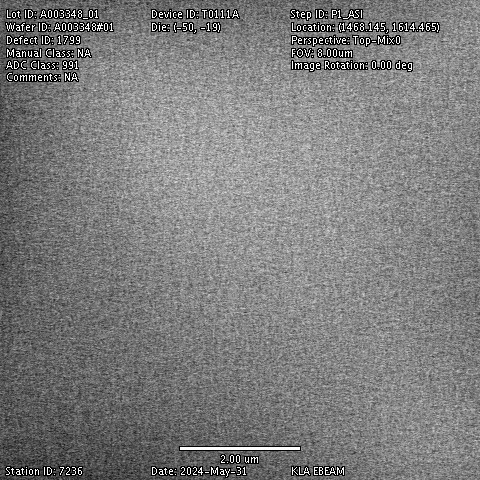 Lot ID: A003348_01 Device ID: T0111A Step ID: P1_ASI
Wafer ID: A003348#01 Die: (-50, -19) Location: (1468.145, 1614.465)
Defect ID: 1799 Perspective: Top-Mix0
Manual Class: NA FOV: 8.00um
ADC Class: 991 Image Rotation: 0.00 deg
Comments: NA
2.00 um
Station ID: 7236 Date: 2024-May-31 KLA EBEAM